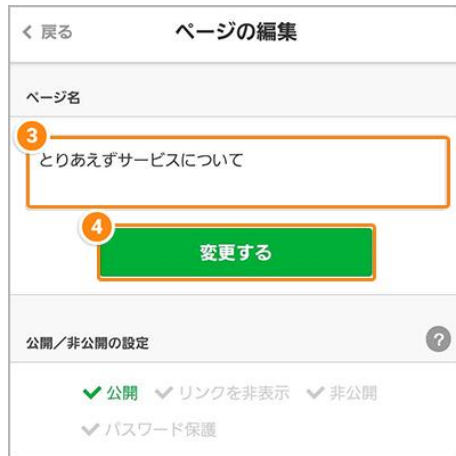 戻る ページの編集
ページ名
3
とりあえずサービスについて
4
変更する
公開／非公開の設定 ?
公開 リンクを非表示 非公開
パスワード保護